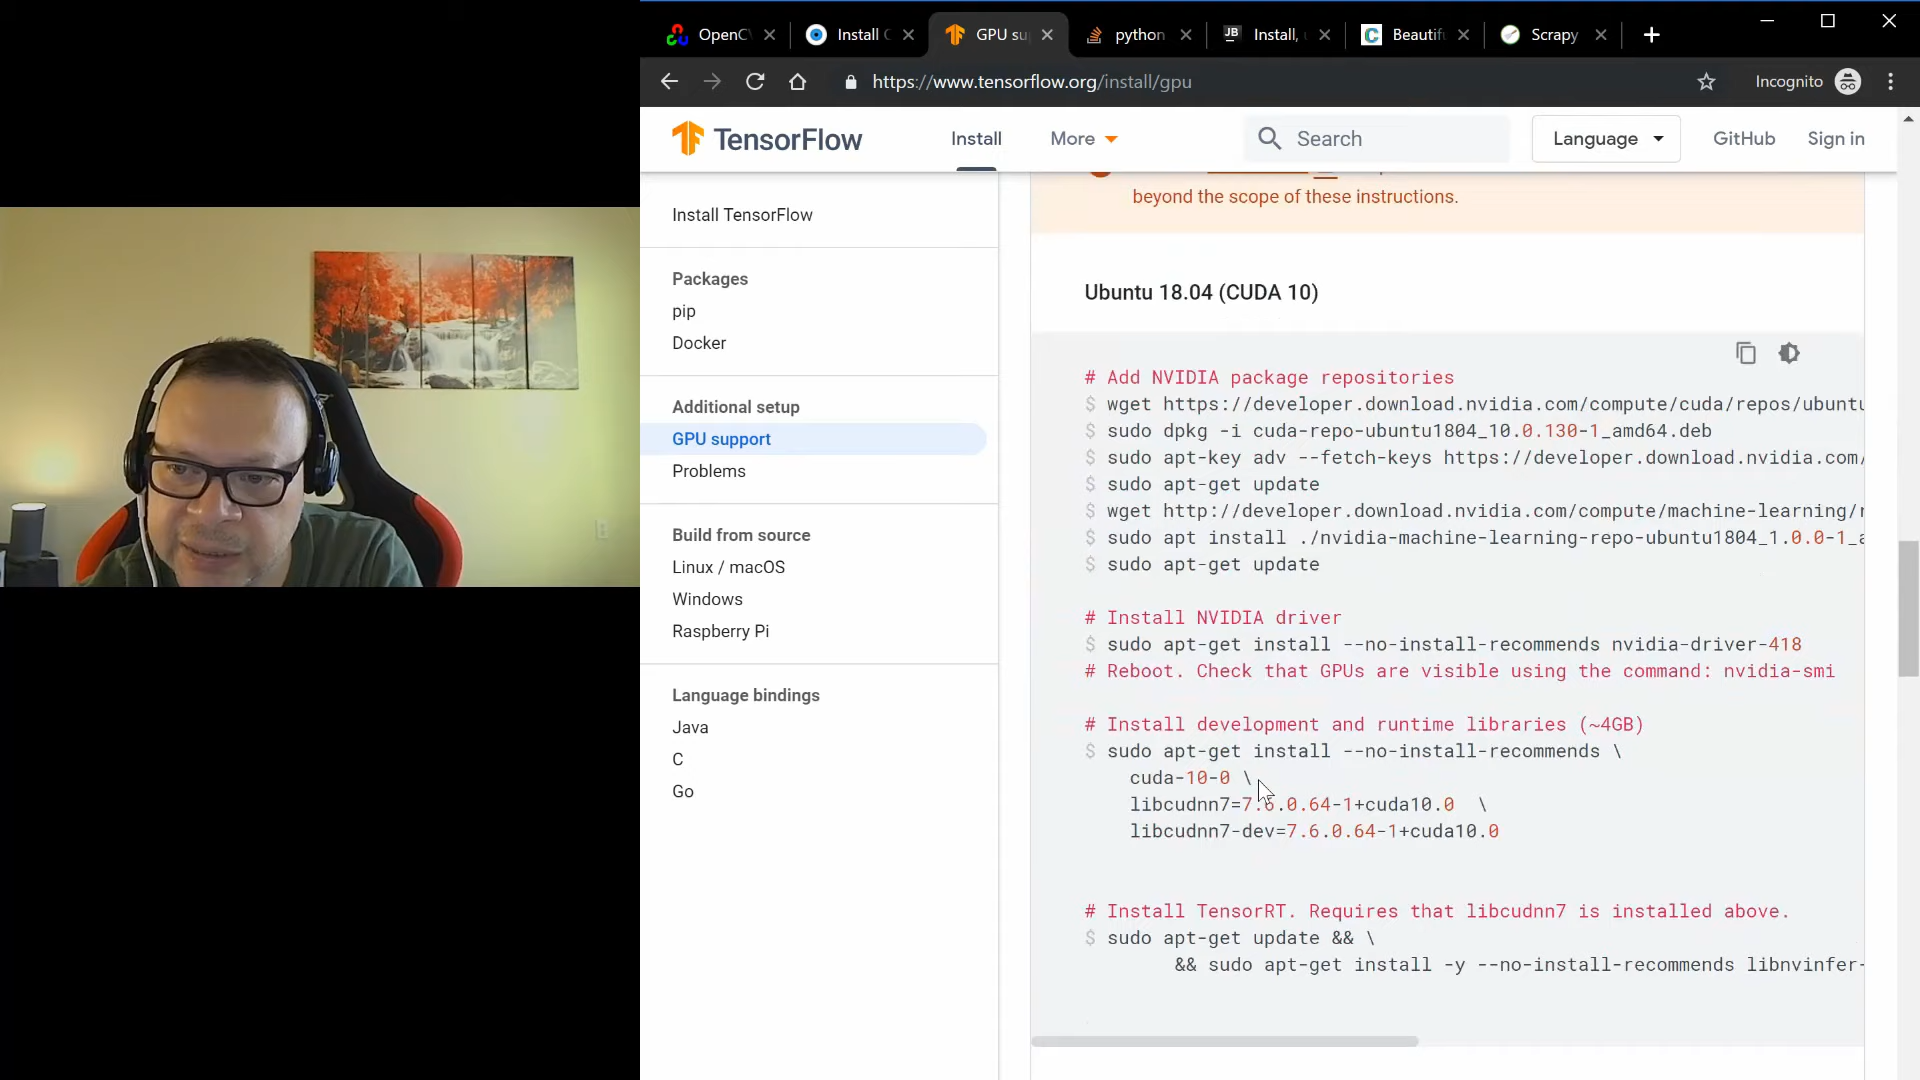 OpenC
Install
GPU su
python
JB
Install,
C
Beautif
Scrapy
https://www.tensorflow.org/install/gpu
Incognito
TensorFlow
Install
More
Search
Language
GitHub
Sign in
Install TensorFlow
Packages
pip
Docker
Additional setup
GPU support
Problems
Build from source
Linux / macOS
Windows
Raspberry Pi
Language bindings
Java
C
Go
beyond the scope of these instructions.
Ubuntu 18.04 (CUDA 10)
# Add NVIDIA package repositories
$ wget https://developer.download.nvidia.com/compute/cuda/repos/ubuntu
$ sudo dpkg -i cuda-repo-ubuntu1804_10.0.130-1_amd64.deb
$ sudo apt-key adv --fetch-keys https://developer.download.nvidia.com/
$ sudo apt-get update
$ wget http://developer.download.nvidia.com/compute/machine-learning/r
$ sudo apt install ./nvidia-machine-learning-repo-ubuntu1804_1.0.0-1_a
$ sudo apt-get update
# Install NVIDIA driver
$ sudo apt-get install --no-install-recommends nvidia-driver-418
# Reboot. Check that GPUs are visible using the command: nvidia-smi
# Install development and runtime libraries (~4GB)
$ sudo apt-get install --no-install-recommends \
cuda-10-0 \
libcudnn7=7.6.0.64-1+cuda10.0 \
libcudnn7-dev=7.6.0.64-1+cuda10.0
# Install TensorRT. Requires that libcudnn7 is installed above.
$ sudo apt-get update && \
&& sudo apt-get install -y --no-install-recommends libnvinfer-